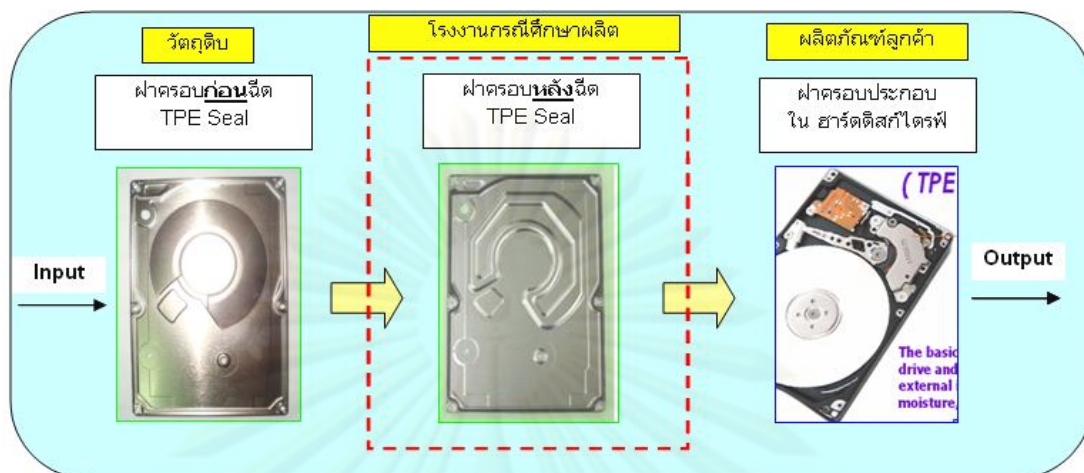 วัตถุดิบ
ฝาครอบก่อนฉีด
TPE Seal
โรงงานกรณีศึกษาผลิต
ฝาครอบหลังฉีด
TPE Seal
ผลิตภัณฑ์ลูกค้า
ฝาครอบประกอบ
ใน ฮาร์ดดิสก์ไดรฟ์
Input
Output
( TPE
The basic
drive and
external
moisture,